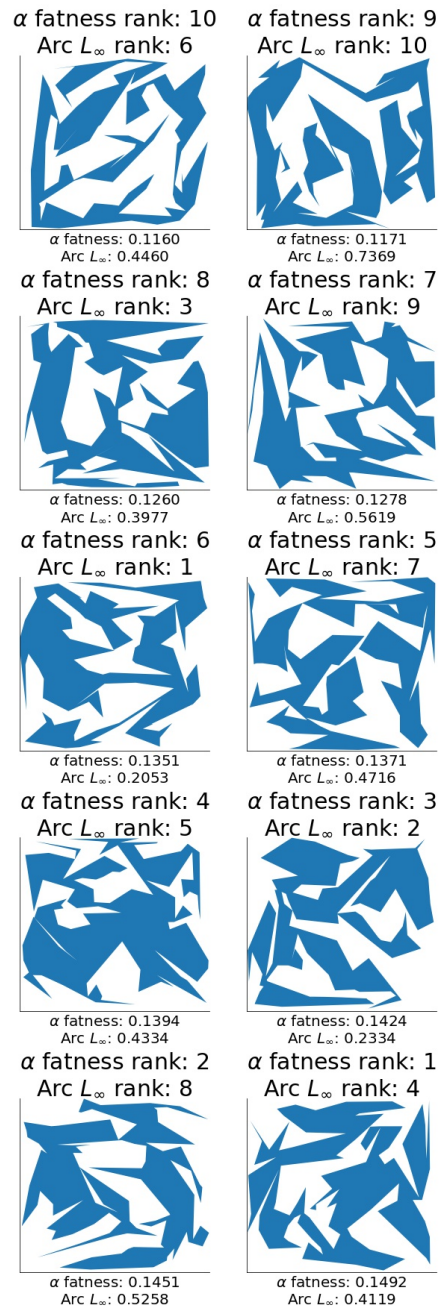 α fatness rank: 10
Arc L∞ rank: 6
α fatness: 0.1160
Arc L∞: 0.4460
α fatness rank: 9
Arc L∞ rank: 10
α fatness: 0.1171
Arc L∞: 0.7369
α fatness rank: 8
Arc L∞ rank: 3
α fatness: 0.1260
Arc L∞: 0.3977
α fatness rank: 7
Arc L∞ rank: 9
α fatness: 0.1278
Arc L∞: 0.5619
α fatness rank: 6
Arc L∞ rank: 1
α fatness: 0.1351
Arc L∞: 0.2053
α fatness rank: 5
Arc L∞ rank: 7
α fatness: 0.1371
Arc L∞: 0.4716
α fatness rank: 4
Arc L∞ rank: 5
α fatness: 0.1394
Arc L∞: 0.4334
α fatness rank: 3
Arc L∞ rank: 2
α fatness: 0.1424
Arc L∞: 0.2334
α fatness rank: 2
Arc L∞ rank: 8
α fatness: 0.1451
Arc L∞: 0.5258
α fatness rank: 1
Arc L∞ rank: 4
α fatness: 0.1492
Arc L∞: 0.4119